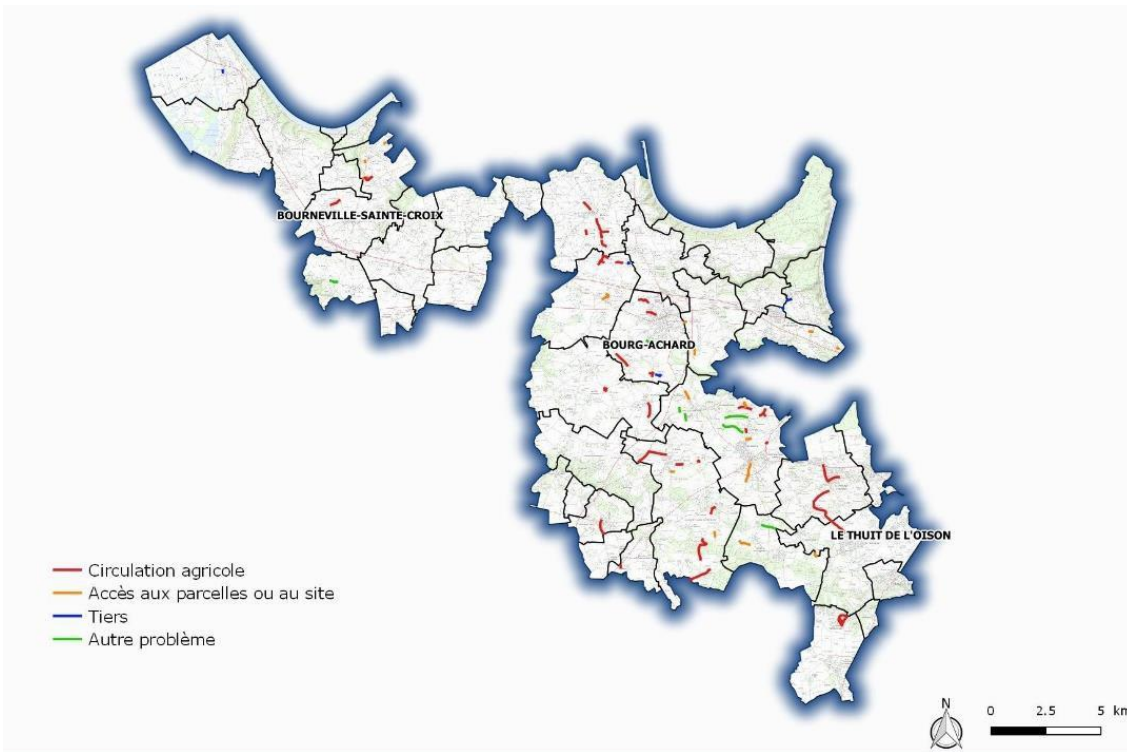 BOURNEVILLE-SAINTE-CROIX
BOURG-ACHARD
LE THUIT DE L'OISON
Circulation agricole
Accès aux parcelles ou au site
Tiers
Autre problème
N
0 2.5 5 km